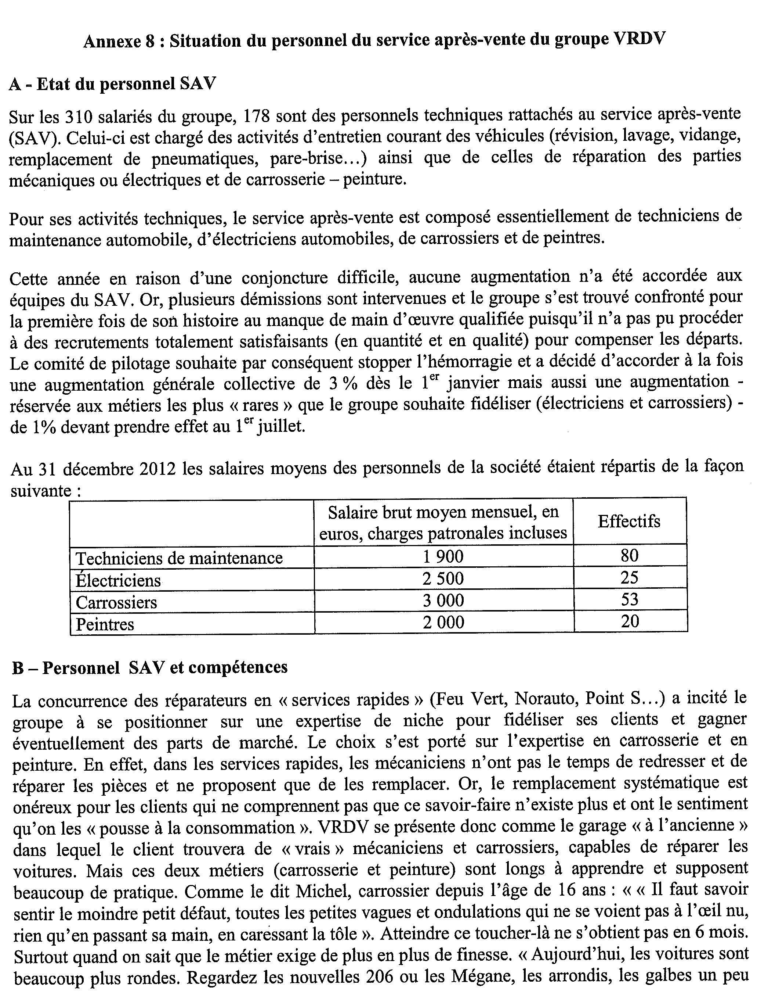 Annexe 8 : Situation du personnel du service après-vente du groupe VRDV
A - Etat du personnel SAV
Sur les 310 salariés du groupe, 178 sont des personnels techniques rattachés au service après-vente
(SAV). Celui-ci est chargé des activités d'entretien courant des véhicules (révision, lavage, vidange,
remplacement de pneumatiques, pare-brise...) ainsi que de celles de réparation des parties
mécaniques ou électriques et de carrosserie – peinture.
Pour ses activités techniques, le service après-vente est composé essentiellement de techniciens de
maintenance automobile, d'électriciens automobiles, de carrossiers et de peintres.
Cette année en raison d'une conjoncture difficile, aucune augmentation n'a été accordée aux
équipes du SAV. Or, plusieurs démissions sont intervenues et le groupe s'est trouvé confronté pour
la première fois de son histoire au manque de main d'œuvre qualifiée puisqu'il n'a pas pu procéder
à des recrutements totalement satisfaisants (en quantité et en qualité) pour compenser les départs.
Le comité de pilotage souhaite par conséquent stopper l'hémorragie et a décidé d'accorder à la fois
une augmentation générale collective de 3 % dès le 1er janvier mais aussi une augmentation -
réservée aux métiers les plus « rares » que le groupe souhaite fidéliser (électriciens et carrossiers) -
de 1% devant prendre effet au 1er juillet.
Au 31 décembre 2012 les salaires moyens des personnels de la société étaient répartis de la façon
suivante :
Salaire brut moyen mensuel, en
euros, charges patronales incluses
Effectifs
Techniciens de maintenance 1 900 80
Électriciens 2 500 25
Carrossiers 3 000 53
Peintres 2 000 20
B – Personnel SAV et compétences
La concurrence des réparateurs en « services rapides » (Feu Vert, Norauto, Point S...) a incité le
groupe à se positionner sur une expertise de niche pour fidéliser ses clients et gagner
éventuellement des parts de marché. Le choix s'est porté sur l'expertise en carrosserie et en
peinture. En effet, dans les services rapides, les mécaniciens n'ont pas le temps de redresser et de
réparer les pièces et ne proposent que de les remplacer. Or, le remplacement systématique est
onéreux pour les clients qui ne comprennent pas que ce savoir-faire n'existe plus et ont le sentiment
qu'on les « pousse à la consommation ». VRDV se présente donc comme le garage « à l'ancienne »
dans lequel le client trouvera de « vrais » mécaniciens et carrossiers, capables de réparer les
voitures. Mais ces deux métiers (carrosserie et peinture) sont longs à apprendre et supposent
beaucoup de pratique. Comme le dit Michel, carrossier depuis l'âge de 16 ans : « « Il faut savoir
sentir le moindre petit défaut, toutes les petites vagues et ondulations qui ne se voient pas à l'œil nu,
rien qu'en passant sa main, en caressant la tôle ». Atteindre ce toucher-là ne s'obtient pas en 6 mois.
Surtout quand on sait que le métier exige de plus en plus de finesse. « Aujourd'hui, les voitures sont
beaucoup plus rondes. Regardez les nouvelles 206 ou les Mégane, les arrondis, les galbes un peu